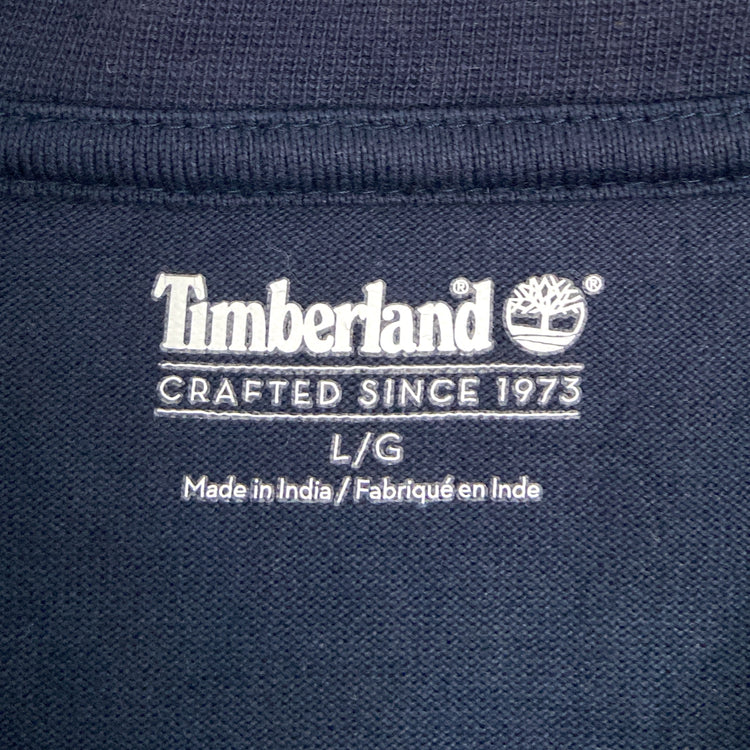 Timberland® ®
CRAFTED SINCE 1973
L/G
Made in India / Fabriqué en Inde